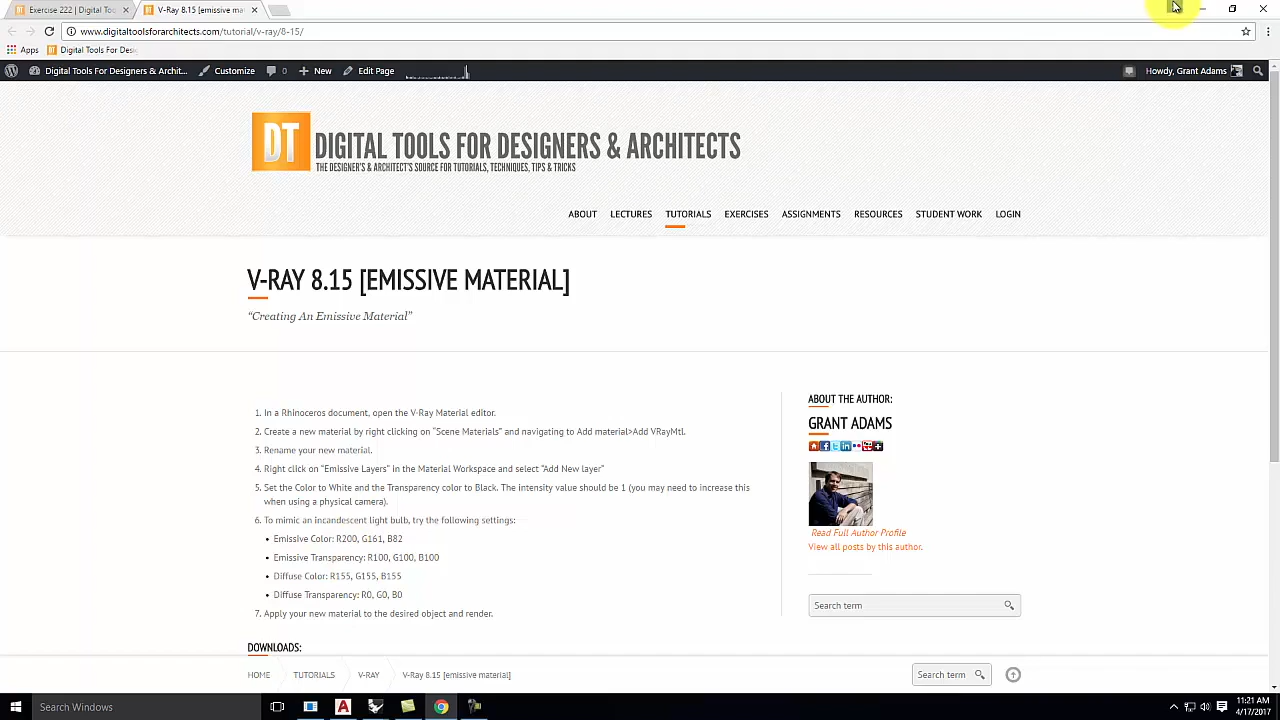 Exercise 222 | Digital Too
V-Ray 8.15 [emissive mat
www.digitaltoolsforarchitects.com/tutorial/v-ray/8-15/
Apps
Digital Tools For Desig
Digital Tools For Designers & Archit...
Customize
0
New
Edit Page
Howdy, Grant Adams
DT
DIGITAL TOOLS FOR DESIGNERS & ARCHITECTS
THE DESIGNER'S & ARCHITECT'S SOURCE FOR TUTORIALS, TECHNIQUES, TIPS & TRICKS
ABOUT LECTURES TUTORIALS EXERCISES ASSIGNMENTS RESOURCES STUDENT WORK LOGIN
V-RAY 8.15 [EMISSIVE MATERIAL]
“Creating An Emissive Material”
1. In a Rhinoceros document, open the V-Ray Material editor.
2. Create a new material by right clicking on “Scene Materials” and navigating to Add material>Add VRayMtl.
3. Rename your new material.
4. Right click on “Emissive Layers” in the Material Workspace and select “Add New layer”
5. Set the Color to White and the Transparency color to Black. The intensity value should be 1 (you may need to increase this
when using a physical camera).
6. To mimic an incandescent light bulb, try the following settings:
• Emissive Color: R200, G161, B82
• Emissive Transparency: R100, G100, B100
• Diffuse Color: R155, G155, B155
• Diffuse Transparency: R0, G0, B0
7. Apply your new material to the desired object and render.
DOWNLOADS:
ABOUT THE AUTHOR:
GRANT ADAMS
Read Full Author Profile
View all posts by this author.
Search term
HOME TUTORIALS V-RAY V-Ray 8.15 [emissive material]
Search term
Search Windows
11:21 AM
4/17/2017